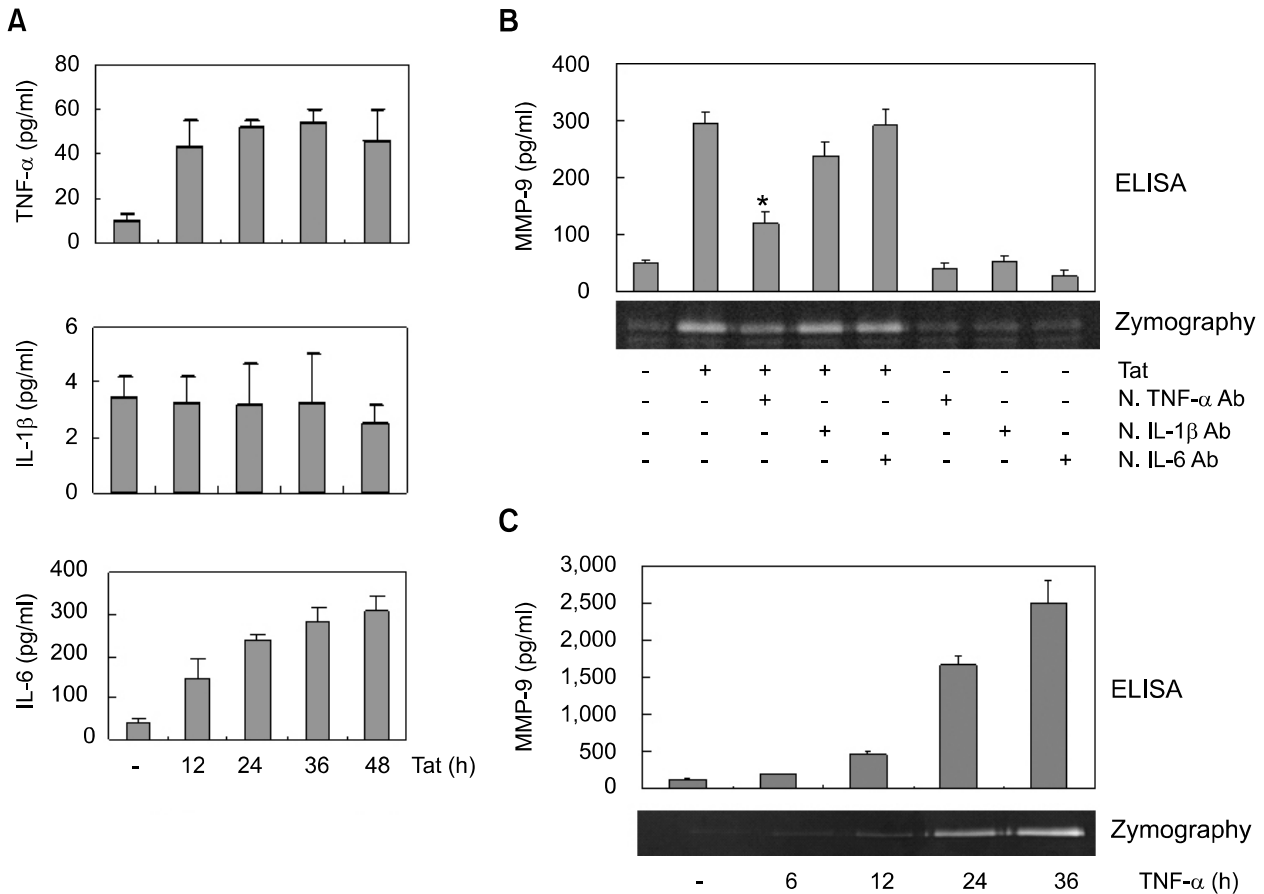 A
TNF-α (pg/ml)
80
60
40
20
0
IL-1β (pg/ml)
6
4
2
0
IL-6 (pg/ml)
400
300
200
100
0
- 12 24 36 48 Tat (h)
B
MMP-9 (pg/ml)
400
300
200
100
0
*
ELISA
Zymography
- + + + + - - - Tat
- - + - - + - - N. TNF-α Ab
- - - + - - + - N. IL-1β Ab
- - - - + - - + N. IL-6 Ab
C
MMP-9 (pg/ml)
3,000
2,500
2,000
1,500
1,000
500
0
ELISA
Zymography
- 6 12 24 36 TNF-α (h)